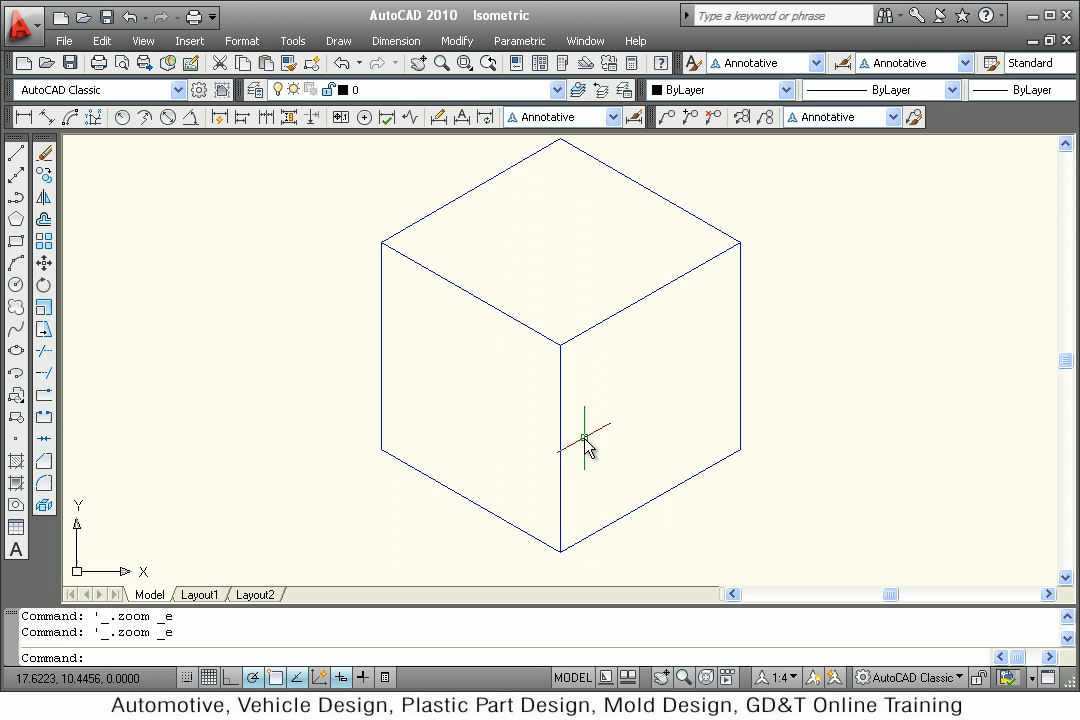 AutoCAD 2010 Isometric
Type a keyword or phrase
File Edit View Insert Format Tools Draw Dimension Modify Parametric Window Help
Annotative Annotative Standard
AutoCAD Classic 0 ByLayer ByLayer ByLayer
Annotative Annotative
Y
X
Model Layout1 Layout2
Command: '_.zoom _e
Command: '_.zoom _e
Command:
17.6223, 10.4456, 0.0000 MODEL 1:4 AutoCAD Classic
Automotive, Vehicle Design, Plastic Part Design, Mold Design, GD&T Online Training